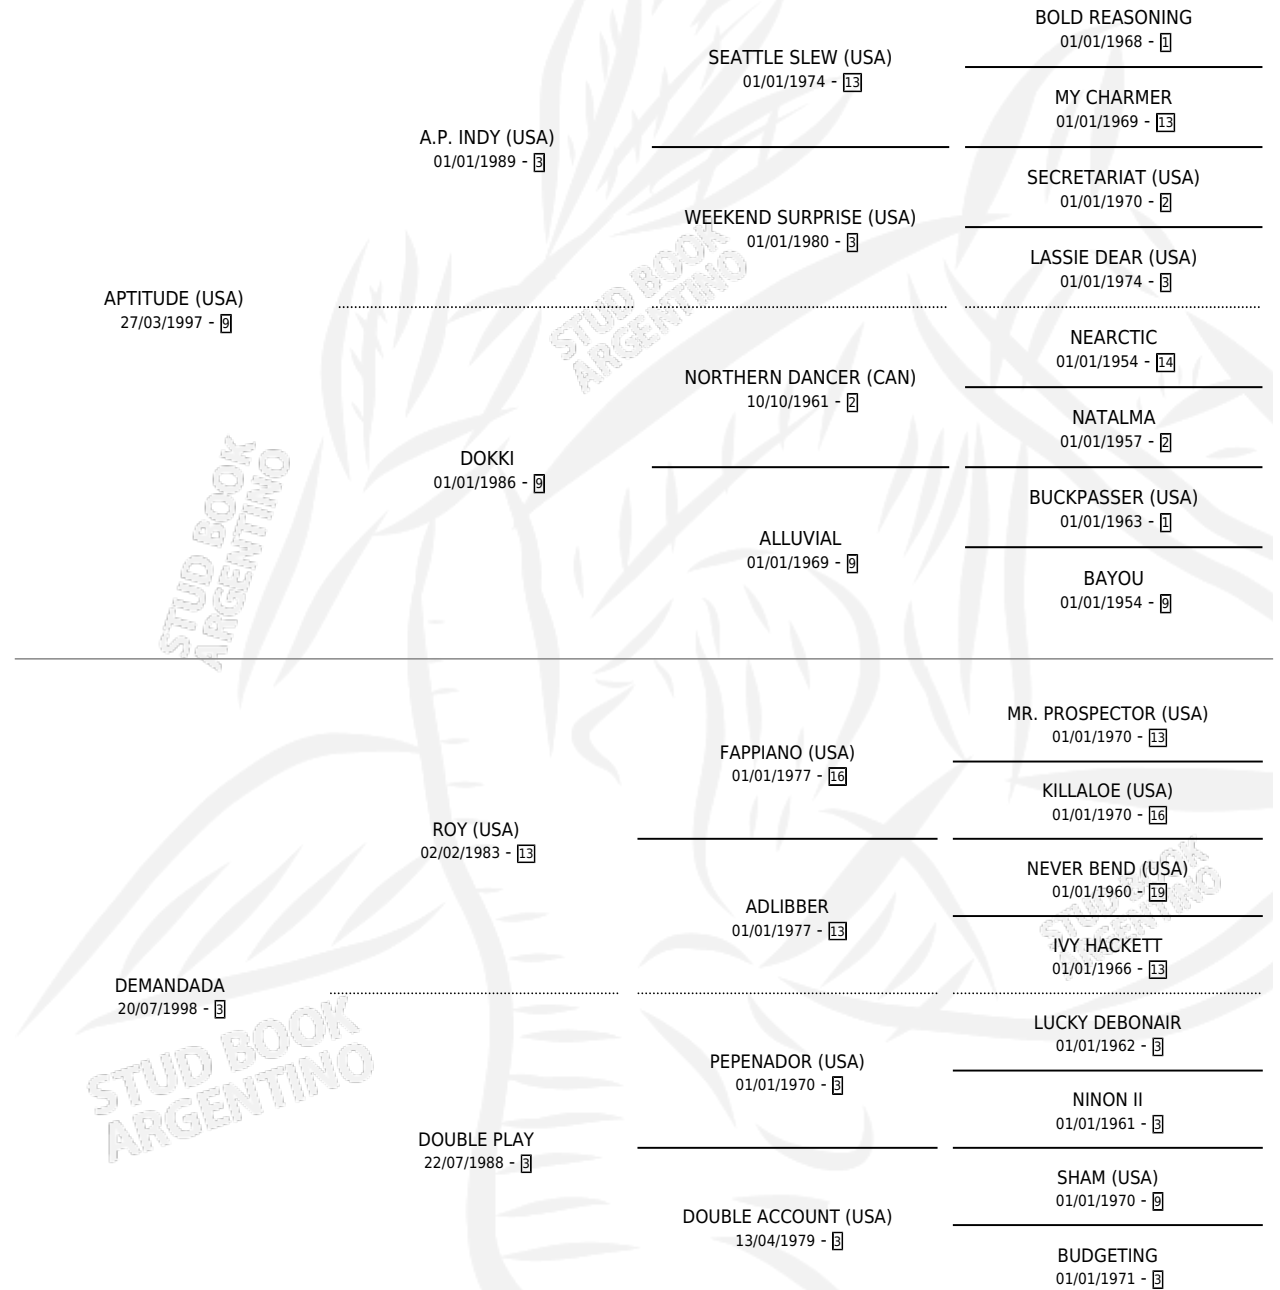 BOLD REASONING
01/01/1968 - 1
SEATTLE SLEW (USA)
01/01/1974 - 13
MY CHARMER
01/01/1969 - 13
A.P. INDY (USA)
01/01/1989 - 3
SECRETARIAT (USA)
01/01/1970 - 2
WEEKEND SURPRISE (USA)
01/01/1980 - 3
LASSIE DEAR (USA)
01/01/1974 - 3
STUD BOOK
ARGENTINO
APTITUDE (USA)
27/03/1997 - 9
NEARCTIC
01/01/1954 - 14
NORTHERN DANCER (CAN)
10/10/1961 - 2
NATALMA
01/01/1957 - 2
DOKKI
01/01/1986 - 9
BUCKPASSER (USA)
01/01/1963 - 1
ALLUVIAL
01/01/1969 - 9
BAYOU
01/01/1954 - 9
STUD BOOK
ARGENTINO
MR. PROSPECTOR (USA)
01/01/1970 - 13
FAPPIANO (USA)
01/01/1977 - 16
KILLALOE (USA)
01/01/1970 - 16
ROY (USA)
02/02/1983 - 13
NEVER BEND (USA)
01/01/1960 - 19
ADLIBBER
01/01/1977 - 13
IVY HACKETT
01/01/1966 - 13
STUD BOOK
ARGENTINO
DEMANDADA
20/07/1998 - 3
LUCKY DEBONAIR
01/01/1962 - 3
PEPENADOR (USA)
01/01/1970 - 3
NINON II
01/01/1961 - 3
STUD BOOK
ARGENTINO
DOUBLE PLAY
22/07/1988 - 3
SHAM (USA)
01/01/1970 - 9
DOUBLE ACCOUNT (USA)
13/04/1979 - 3
BUDGETING
01/01/1971 - 3